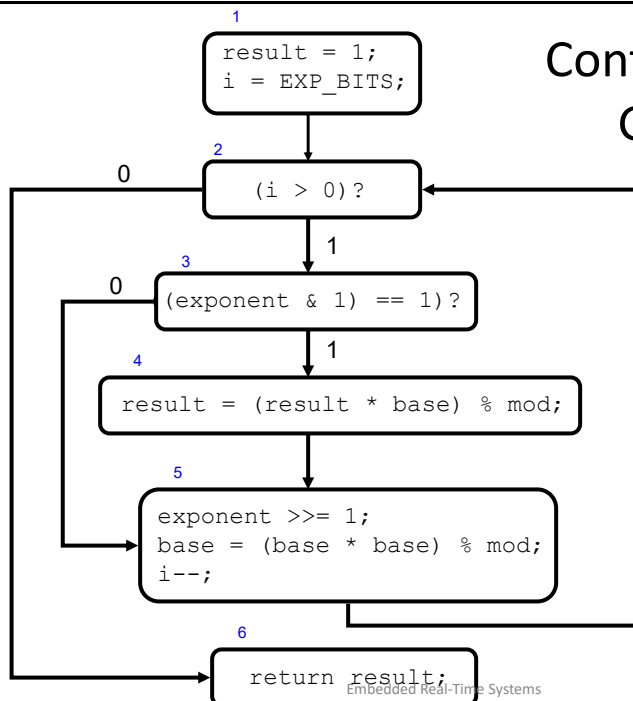 1
result = 1;
i = EXP_BITS;
2
0
(i > 0)?
1
3
0
(exponent & 1) == 1)?
1
4
result = (result * base) % mod;
5
exponent >>= 1;
base = (base * base) % mod;
i--;
6
return result;
Embedded Real-Time Systems